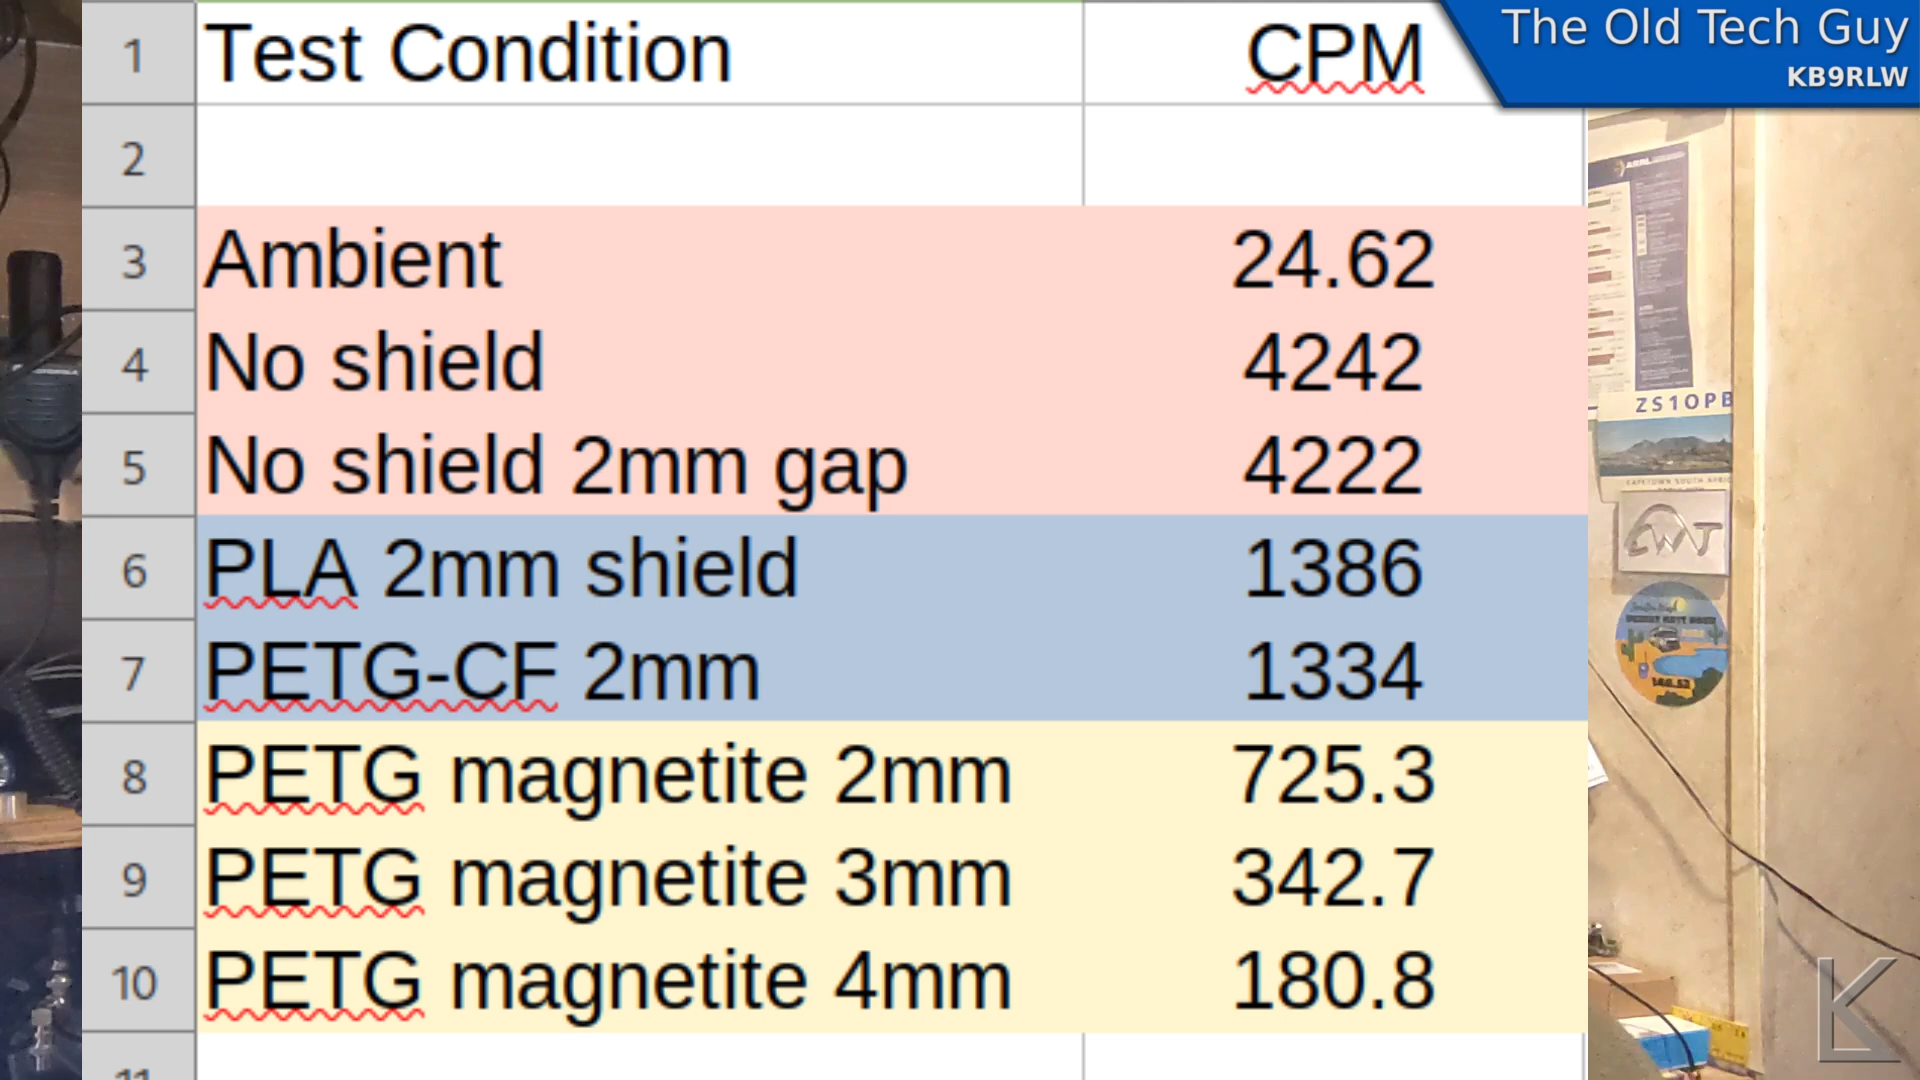 The Old Tech Guy
KB9RLW
1 Test Condition CPM
2
3 Ambient 24.62
4 No shield 4242
5 No shield 2mm gap 4222
6 PLA 2mm shield 1386
7 PETG-CF 2mm 1334
8 PETG magnetite 2mm 725.3
9 PETG magnetite 3mm 342.7
10 PETG magnetite 4mm 180.8
11
ZS1OPB
CWJ
K